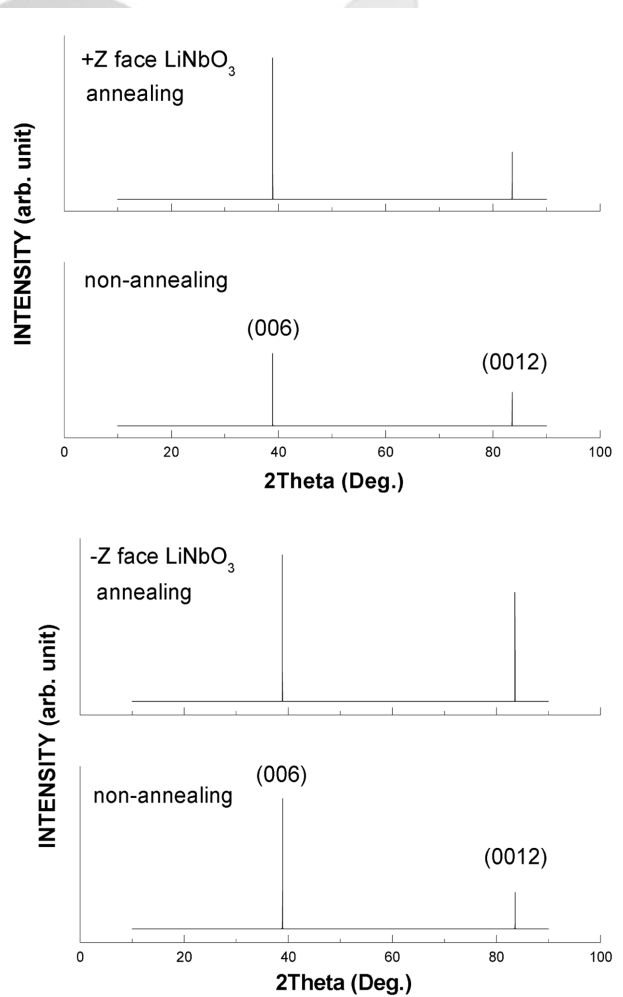 +Z face LiNbO₃
annealing
INTENSITY (arb. unit)
non-annealing
(006)
(0012)
0 20 40 60 80 100
2Theta (Deg.)
-Z face LiNbO₃
annealing
INTENSITY (arb. unit)
non-annealing
(006)
(0012)
0 20 40 60 80 100
2Theta (Deg.)